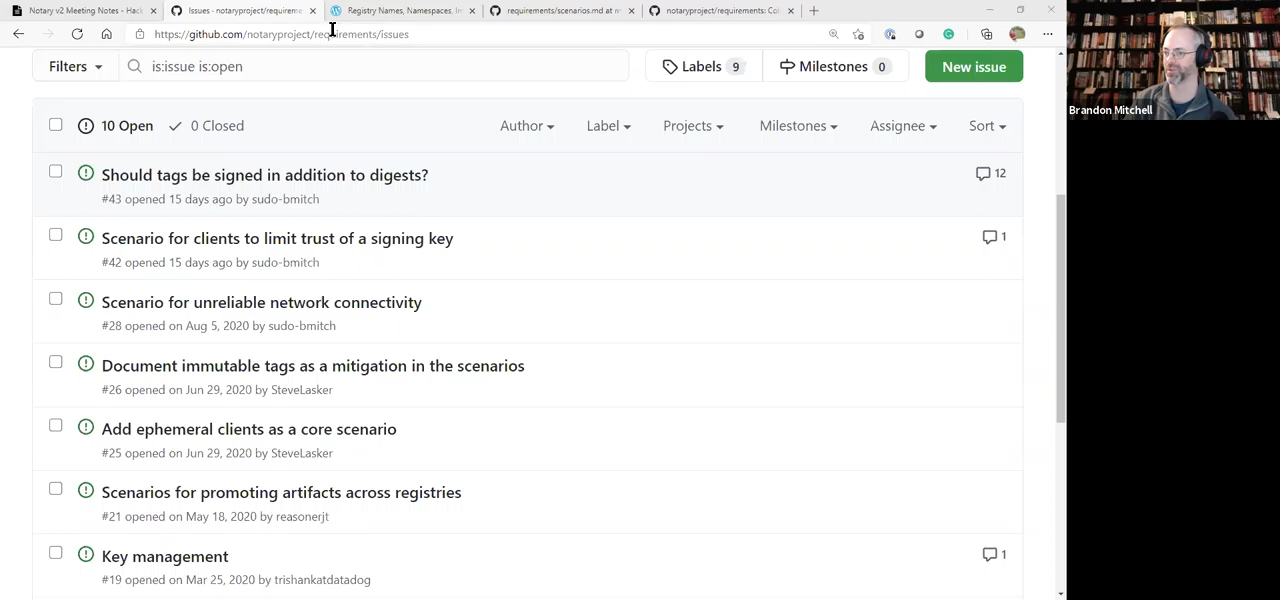 Notary v2 Meeting Notes - Hack
Issues - notaryproject/requireme
Registry Names, Namespaces, Im
requirements/scenarios.md at m
notaryproject/requirements: Col
https://github.com/notaryproject/requirements/issues
Filters
is:issue is:open
Labels 9
Milestones 0
New issue
10 Open
0 Closed
Author
Label
Projects
Milestones
Assignee
Sort
Should tags be signed in addition to digests?
12
#43 opened 15 days ago by sudo-bmitch
Scenario for clients to limit trust of a signing key
1
#42 opened 15 days ago by sudo-bmitch
Scenario for unreliable network connectivity
#28 opened on Aug 5, 2020 by sudo-bmitch
Document immutable tags as a mitigation in the scenarios
#26 opened on Jun 29, 2020 by SteveLasker
Add ephemeral clients as a core scenario
#25 opened on Jun 29, 2020 by SteveLasker
Scenarios for promoting artifacts across registries
#21 opened on May 18, 2020 by reasonerjt
Key management
1
#19 opened on Mar 25, 2020 by trishankatdatadog
Brandon Mitchell